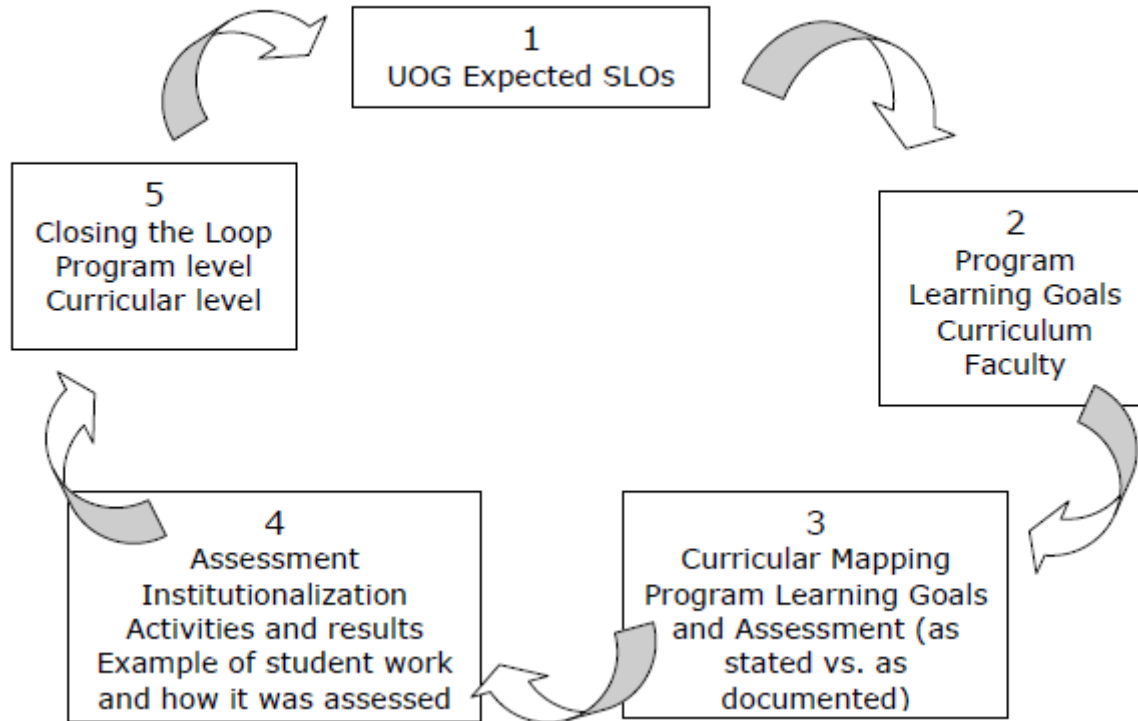 1
UOG Expected SLOs
2
Program
Learning Goals
Curriculum
Faculty
3
Curricular Mapping
Program Learning Goals
and Assessment (as
stated vs. as
documented)
4
Assessment
Institutionalization
Activities and results
Example of student work
and how it was assessed
5
Closing the Loop
Program level
Curricular level